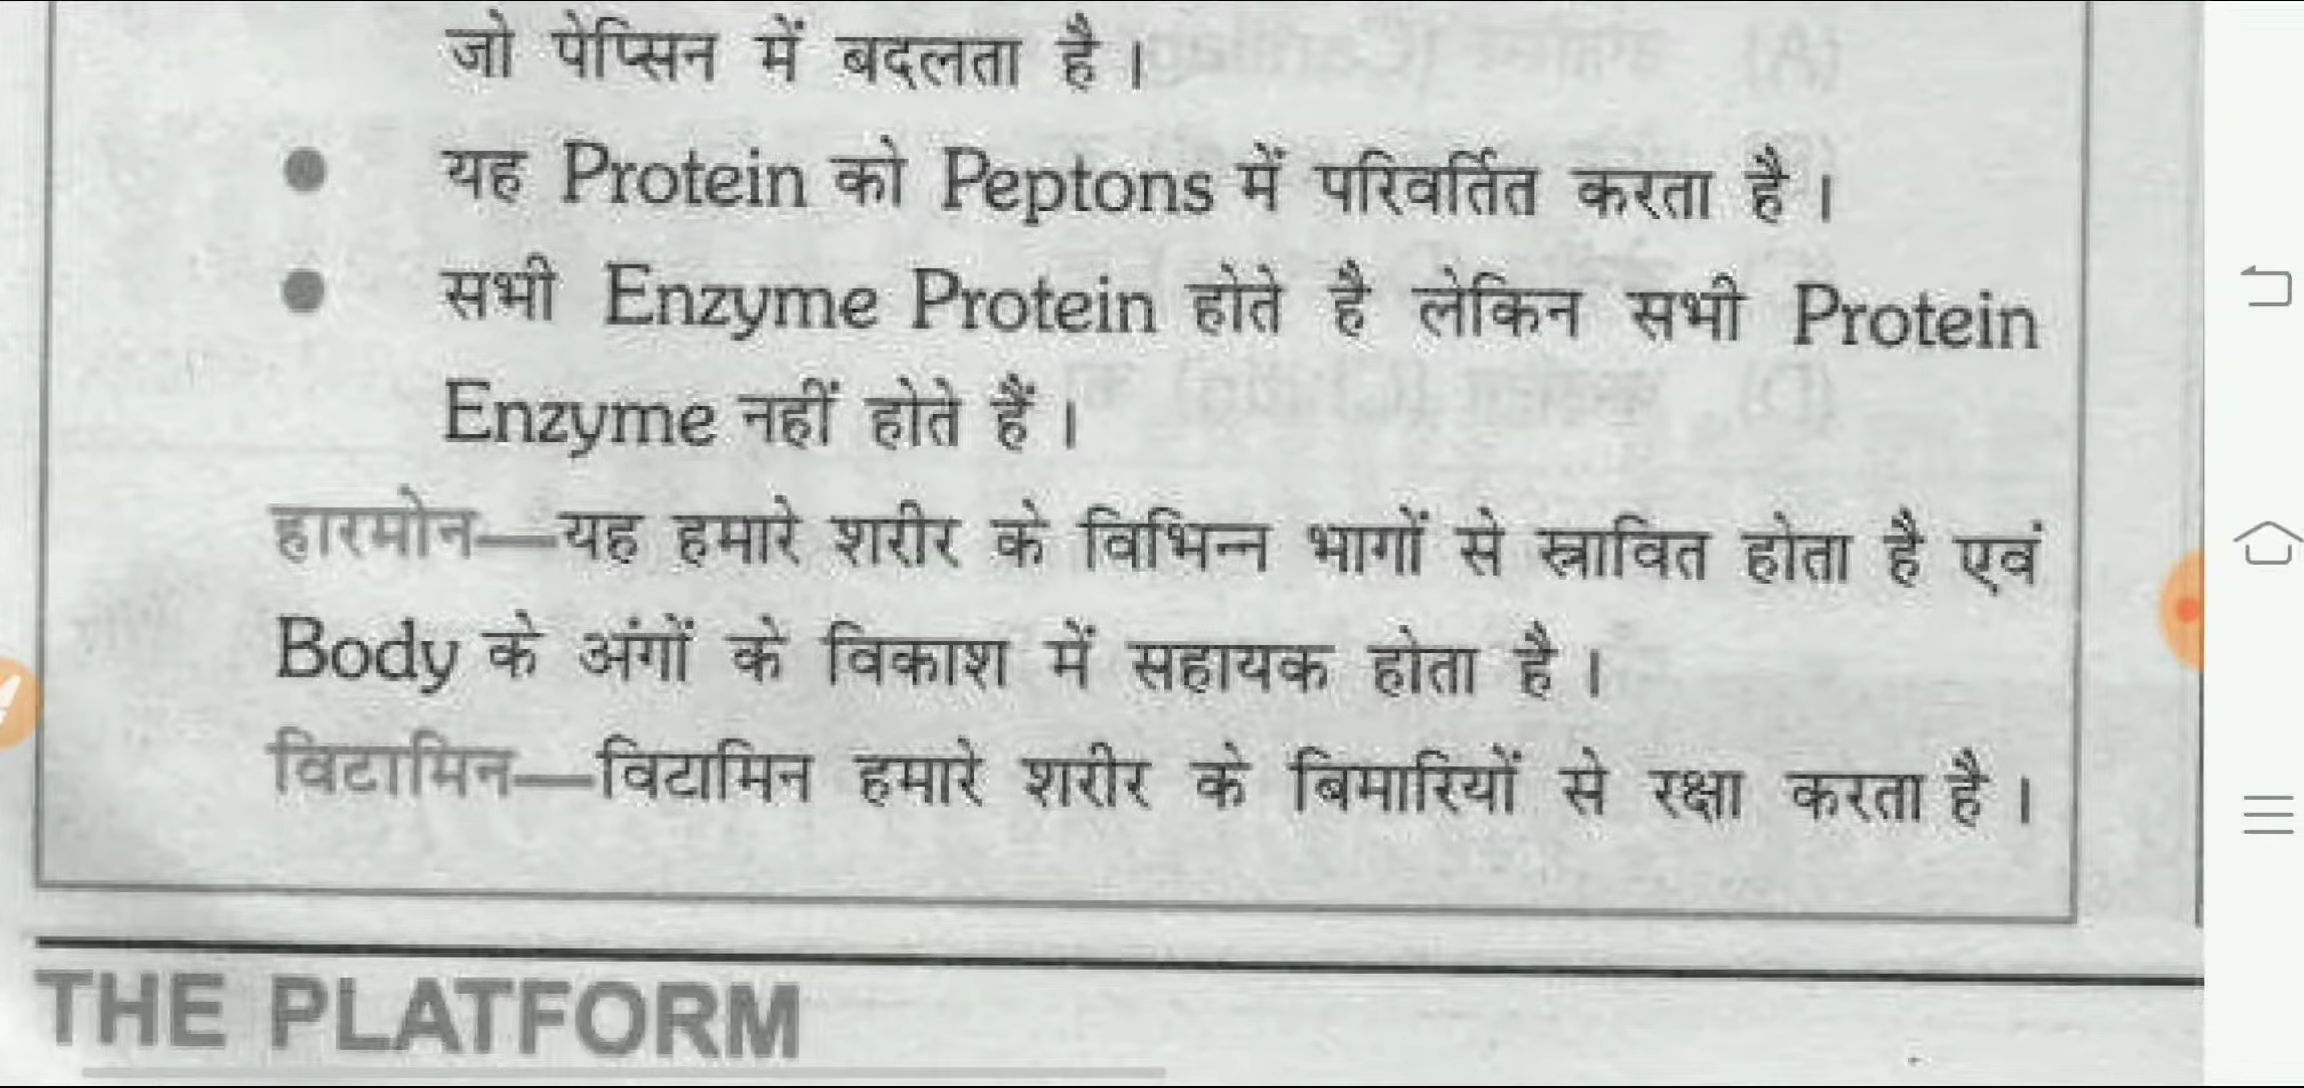 जो पेप्सिन में बदलता है।
● यह Protein को Peptons में परिवर्तित करता है।
● सभी Enzyme Protein होते है लेकिन सभी Protein
Enzyme नहीं होते हैं।
हारमोन—यह हमारे शरीर के विभिन्न भागों से स्त्रावित होता है एवं
Body के अंगों के विकाश में सहायक होता है।
विटामिन—विटामिन हमारे शरीर के बिमारियों से रक्षा करता है।
THE PLATFORM